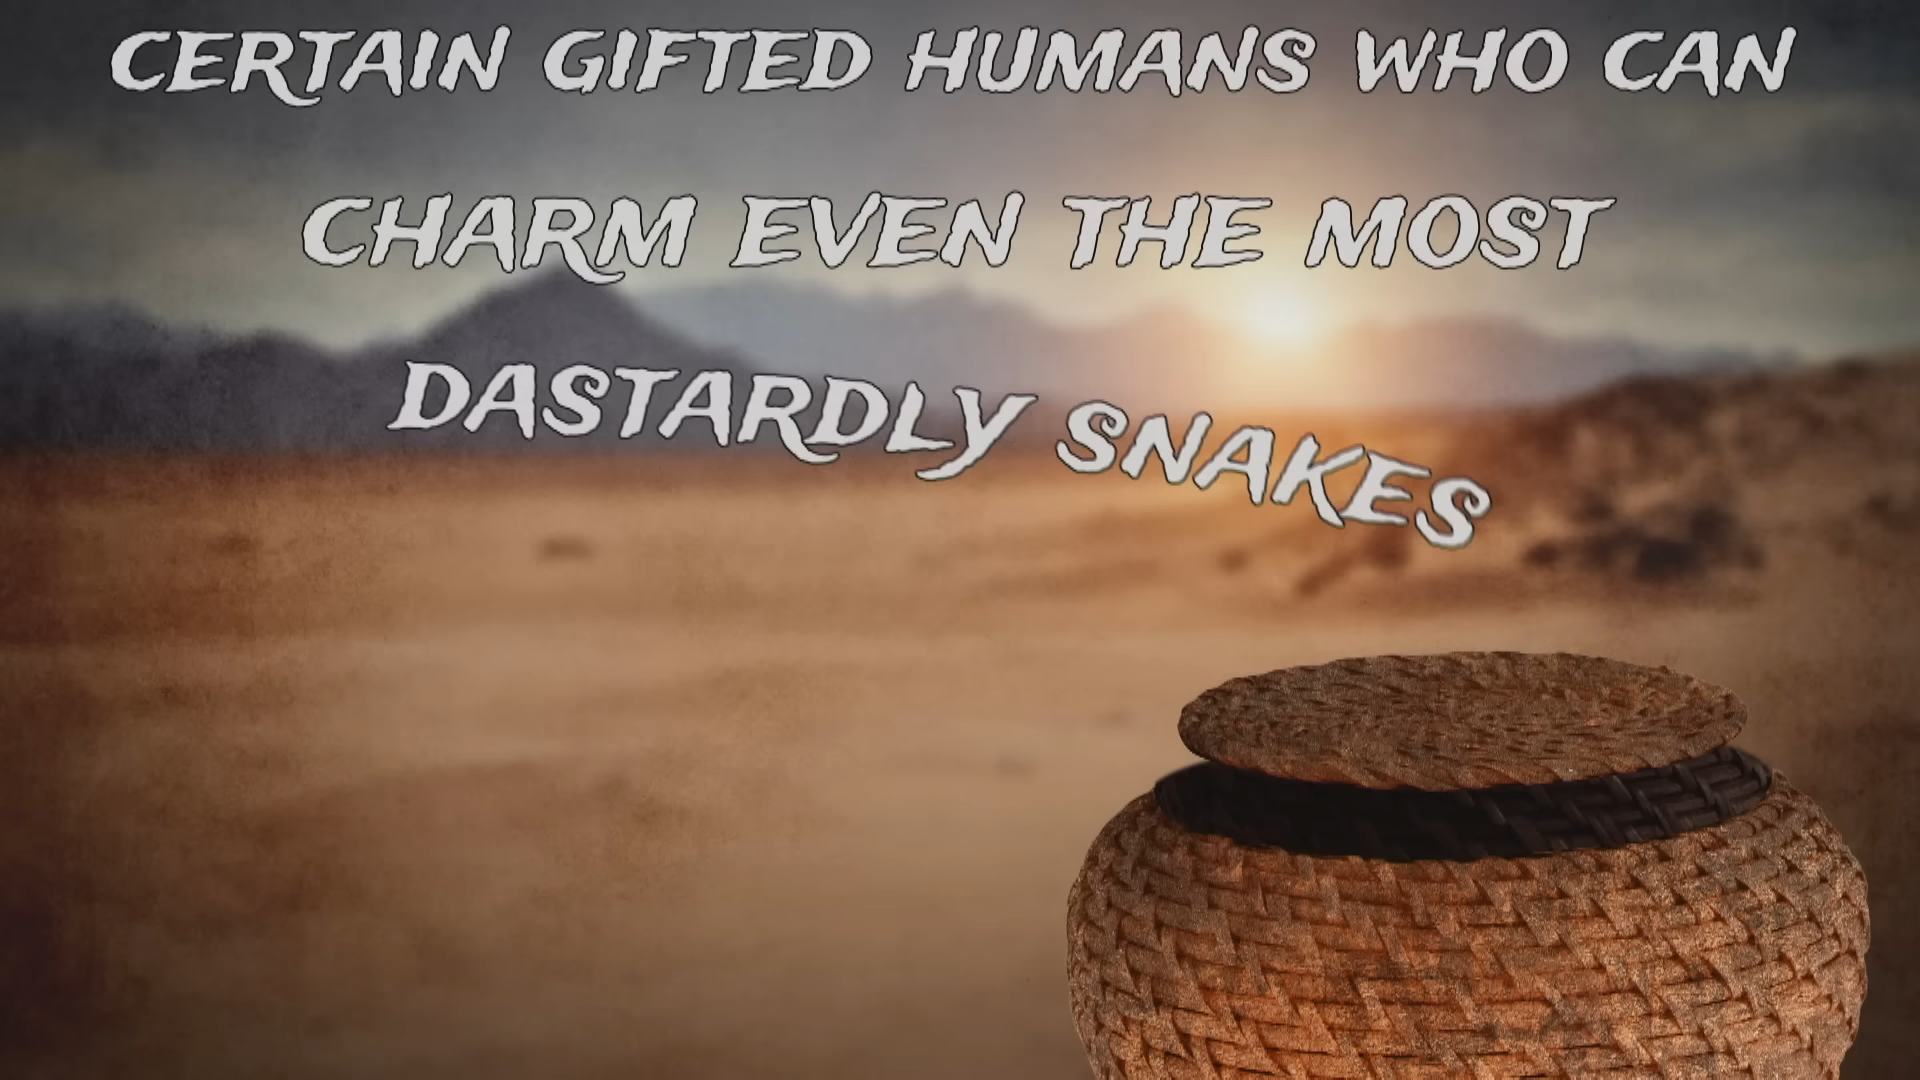 CERTAIN GIFTED HUMANS WHO CAN
CHARM EVEN THE MOST
DASTARDLY SNAKES